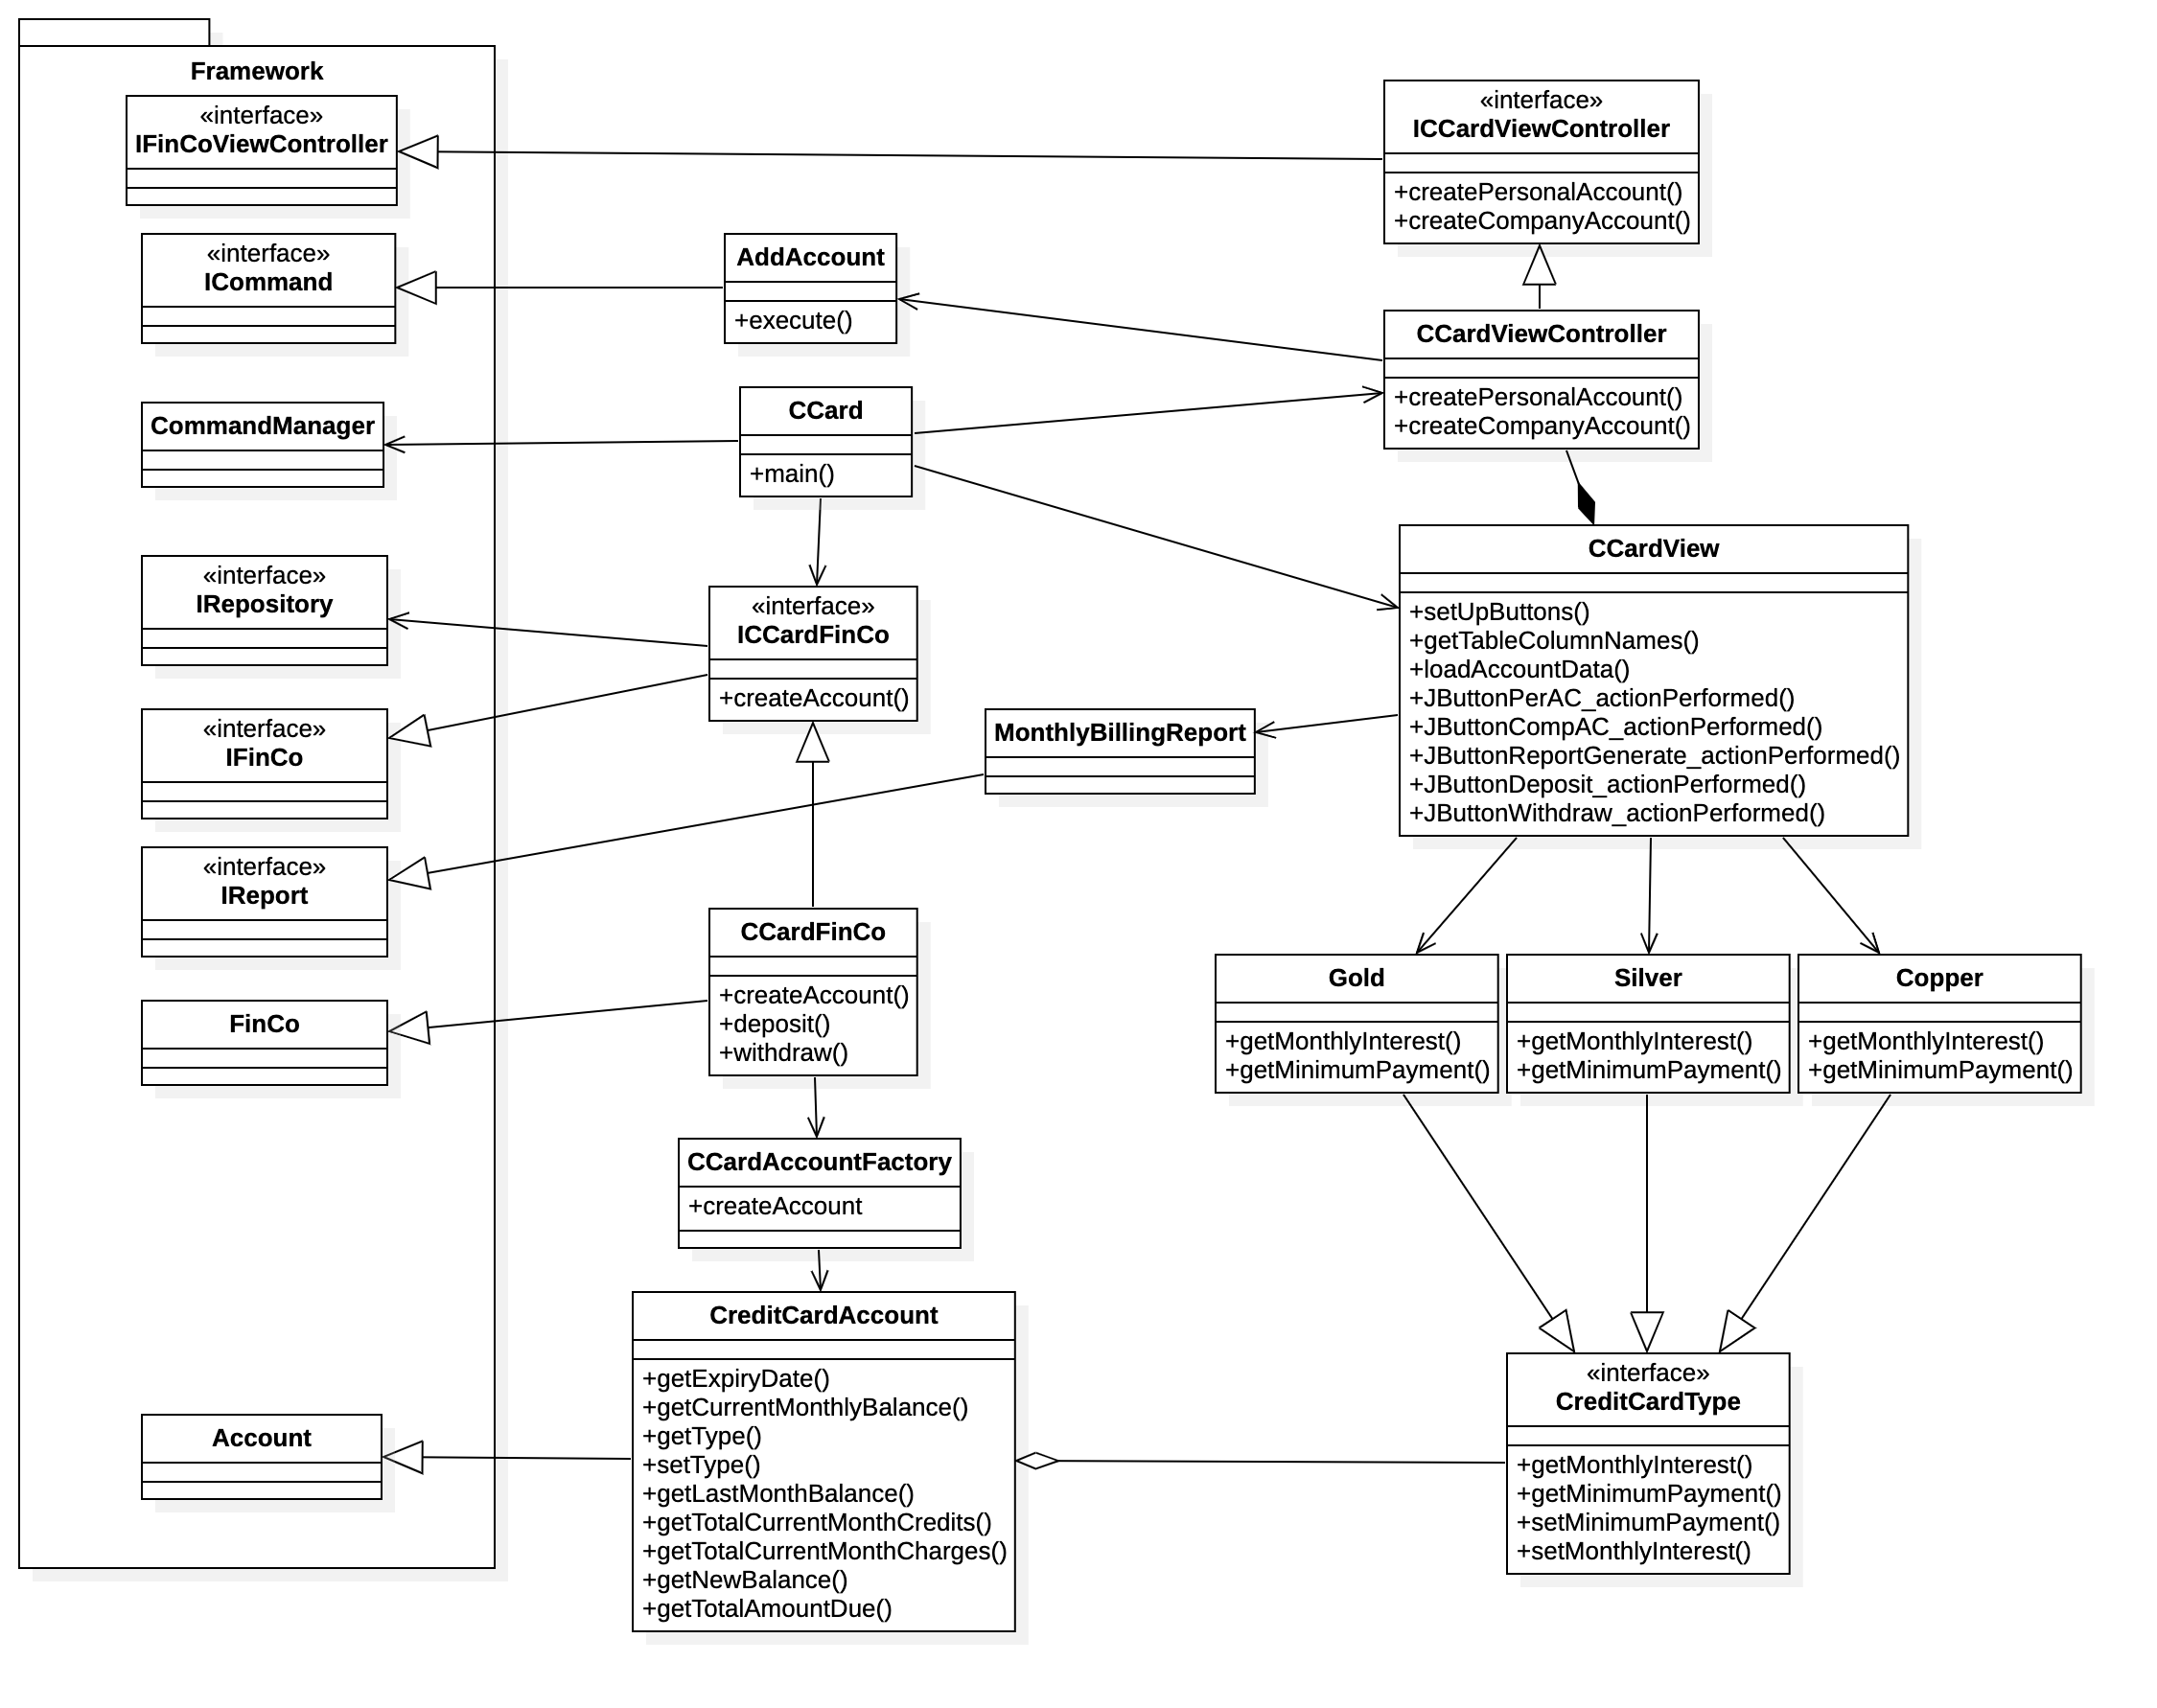 Framework
«interface»
IFinCoViewController
«interface»
ICommand
CommandManager
«interface»
IRepository
«interface»
IFinCo
«interface»
IReport
FinCo
Account
AddAccount
+execute()
CCard
+main()
«interface»
ICCardFinCo
+createAccount()
MonthlyBillingReport
CCardFinCo
+createAccount()
+deposit()
+withdraw()
CCardAccountFactory
+createAccount
CreditCardAccount
+getExpiryDate()
+getCurrentMonthlyBalance()
+getType()
+setType()
+getLastMonthBalance()
+getTotalCurrentMonthCredits()
+getTotalCurrentMonthCharges()
+getNewBalance()
+getTotalAmountDue()
«interface»
ICCardViewController
+createPersonalAccount()
+createCompanyAccount()
CCardViewController
+createPersonalAccount()
+createCompanyAccount()
CCardView
+setUpButtons()
+getTableColumnNames()
+loadAccountData()
+JButtonPerAC_actionPerformed()
+JButtonCompAC_actionPerformed()
+JButtonReportGenerate_actionPerformed()
+JButtonDeposit_actionPerformed()
+JButtonWithdraw_actionPerformed()
Gold
+getMonthlyInterest()
+getMinimumPayment()
Silver
+getMonthlyInterest()
+getMinimumPayment()
Copper
+getMonthlyInterest()
+getMinimumPayment()
«interface»
CreditCardType
+getMonthlyInterest()
+getMinimumPayment()
+setMinimumPayment()
+setMonthlyInterest()